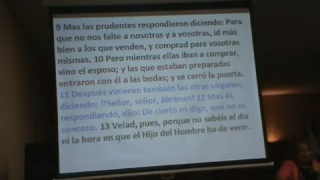 9 Mas las prudentes respondieron diciendo: Para
que no nos falte a nosotras y a vosotras, id más
bien a los que venden, y comprad para vosotras
mismas. 10 Pero mientras ellas iban a comprar,
vino el esposo; y las que estaban preparadas
entraron con él a las bodas; y se cerró la puerta.
11 Después vinieron también las otras vírgenes,
diciendo: ¡Señor, señor, ábrenos! 12 Mas él,
respondiendo, dijo: De cierto os digo, que no os
conozco. 13 Velad, pues, porque no sabéis el día
ni la hora en que el Hijo del Hombre ha de venir.